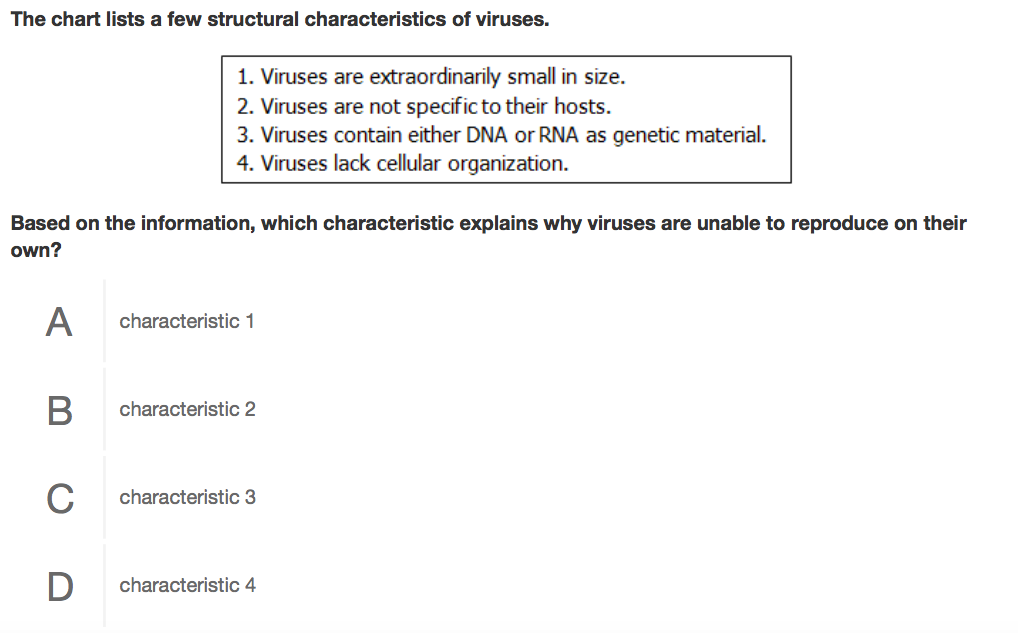 The chart lists a few structural characteristics of viruses.
1. Viruses are extraordinarily small in size.
2. Viruses are not specific to their hosts.
3. Viruses contain either DNA or RNA as genetic material.
4. Viruses lack cellular organization.
Based on the information, which characteristic explains why viruses are unable to reproduce on their
own?
A characteristic 1
B characteristic 2
C characteristic 3
D characteristic 4